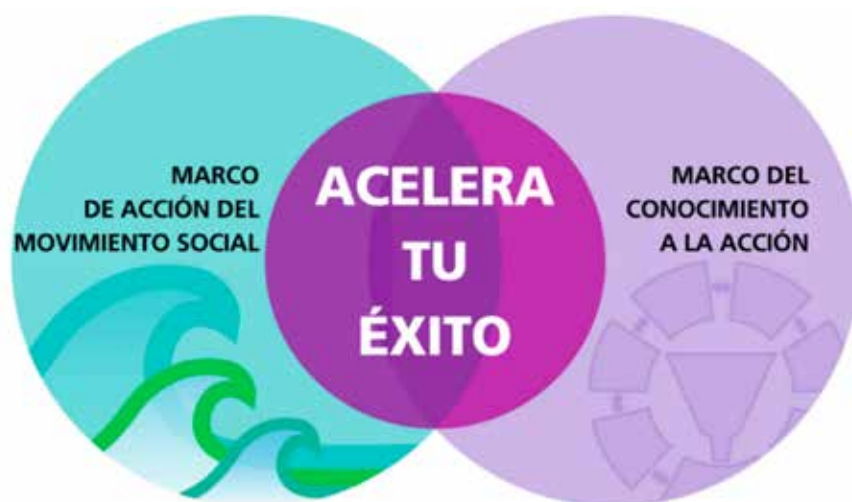 MARCO
DE ACCIÓN DEL
MOVIMIENTO SOCIAL
ACELERA
TU
ÉXITO
MARCO DEL
CONOCIMIENTO
A LA ACCIÓN